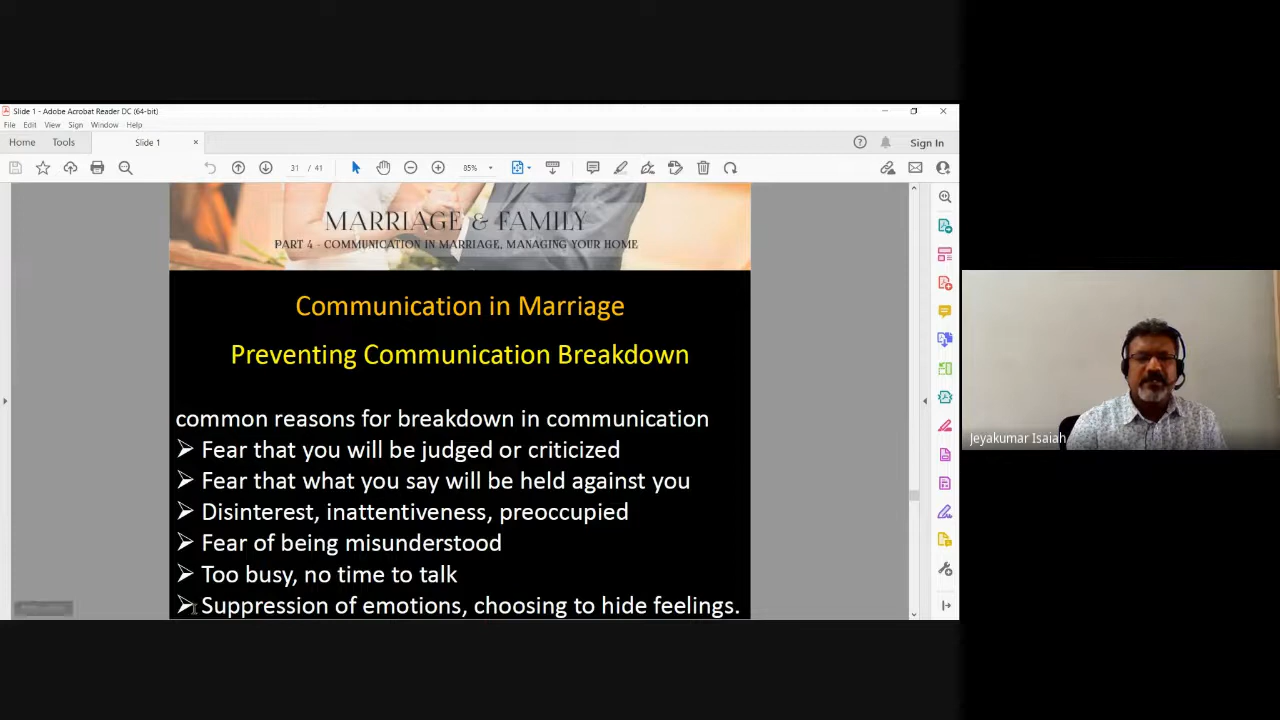 Slide 1 - Adobe Acrobat Reader DC (64-bit)
File Edit View Sign Window Help
Home Tools Slide 1 Sign In
31 / 41 85%
MARRIAGE & FAMILY
PART 4 - COMMUNICATION IN MARRIAGE, MANAGING YOUR HOME
Communication in Marriage
Preventing Communication Breakdown
common reasons for breakdown in communication
➢ Fear that you will be judged or criticized
➢ Fear that what you say will be held against you
➢ Disinterest, inattentiveness, preoccupied
➢ Fear of being misunderstood
➢ Too busy, no time to talk
➢ Suppression of emotions, choosing to hide feelings.
Jeyakumar Isaiah